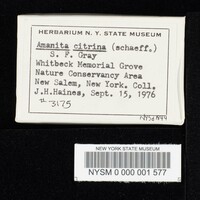 HERBARIUM N. Y. STATE MUSEUM
Amanita citrina (schaeff.)
S. F. Gray
Whitbeck Memorial Grove
Nature Conservancy Area
New Salem, New York. Coll.
J.H.Haines, Sept. 15, 1976
# 3175
NEW YORK STATE MUSEUM
NYSM 0 000 001 577